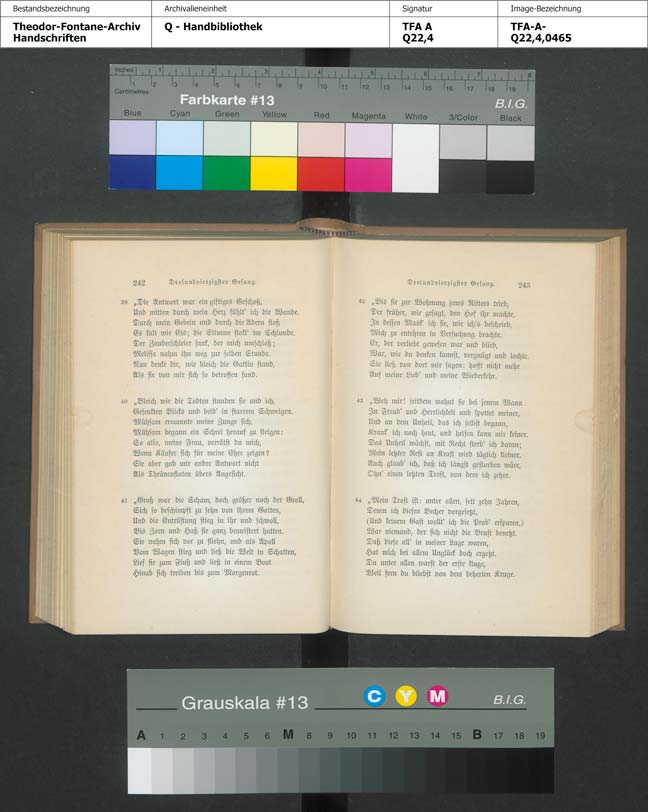 Bestandsbezeichnung
Theodor-Fontane-Archiv
Handschriften
Archivalieneinheit
Q - Handbibliothek
Signatur
TFA A
Q22,4
Image-Bezeichnung
TFA-A-
Q22,4,0465
Inches 1 2 3 4 5 6 7 8
1 2 3 4 5 6 7 8 9 10 11 12 13 14 15 16 17 18 19
Centimetres
Farbkarte #13
B.I.G.
Blue Cyan Green Yellow Red Magenta White 3/Color Black
242 Dreiundvierzigster Gesang.
39 „Die Antwort war ein giftiges Geschoß,
Und mitten durch mein Herz fühlt' ich die Wunde.
Durch mein Gebein und durch die Adern floß
Es kalt wie Eis; die Stimme stockt' im Schlunde.
Der Zauberschleier sank, der mich umschloß;
Melissa nahm ihn weg zur selben Stunde.
Nun denke dir, wie bleich die Gattin stand,
Als sie von mir sich so betroffen fand.
40 „Bleich wie die Todten standen sie und ich,
Gesenkten Blicks und beid' in starrem Schweigen.
Mühsam ermannte meine Zunge sich,
Mühsam begann ein Schrei herauf zu steigen:
So also, meine Frau, verräthst du mich,
Wenn Käufer sich für meine Ehre zeigen?
Sie aber gab mir andre Antwort nicht
Als Thränenfluten übers Angesicht.
41 „Groß war die Scham, doch größer noch der Groll,
Sich so beschimpft zu sehn von ihrem Gatten,
Und die Entrüstung stieg in ihr und schwoll,
Bis Zorn und Haß sie ganz bemeistert hatten.
Sie nahm sich vor zu fliehn, und als Apoll
Vom Wagen stieg und ließ die Welt in Schatten,
Lief sie zum Fluß und ließ in einem Boot
Hinab sich treiben bis zum Morgenrot.
Dreiundvierzigster Gesang. 243
42 „Bis sie zur Wohnung jenes Ritters trieb,
Der früher, wie gesagt, den Hof ihr machte,
In dessen Mask' ich sie, wie ich's beschrieb,
Mich zu entehren in Versuchung brachte.
Er, der verliebt gewesen war und blieb,
War, wie du denken kannst, vergnügt und lachte.
Sie ließ von dort mir sagen: hofft nicht mehr
Auf meine Lieb' und meine Wiederkehr.
43 „Weh mir! seitdem wohnt sie bei jenem Mann
In Freud' und Herrlichkeit und spottet meiner,
Und an dem Unheil, das ich selbst begann,
Krank' ich noch heut, und helfen kann mir keiner.
Das Unheil wächst, mit Recht sterb' ich daran;
Mein letzter Rest an Kraft wird täglich kleiner.
Auch glaub' ich, daß ich längst gestorben wäre,
Ohn' einen letzten Trost, von dem ich zehre.
44 „Mein Trost ist: unter allen, seit zehn Jahren,
Denen ich diesen Becher vorgesetzt,
(Und keinem Gast wollt' ich die Prob' ersparen,)
War niemand, der sich nicht die Brust benetzt.
Daß diese all' in meiner Lage waren,
Hat mich bei allem Unglück doch ergetzt.
Du unter allen warst der erste kluge,
Weil fern du bliebst von dem behexten Kruge.
Grauskala #13
C Y M
B.I.G.
A 1 2 3 4 5 6 M 8 9 10 11 12 13 14 15 B 17 18 19